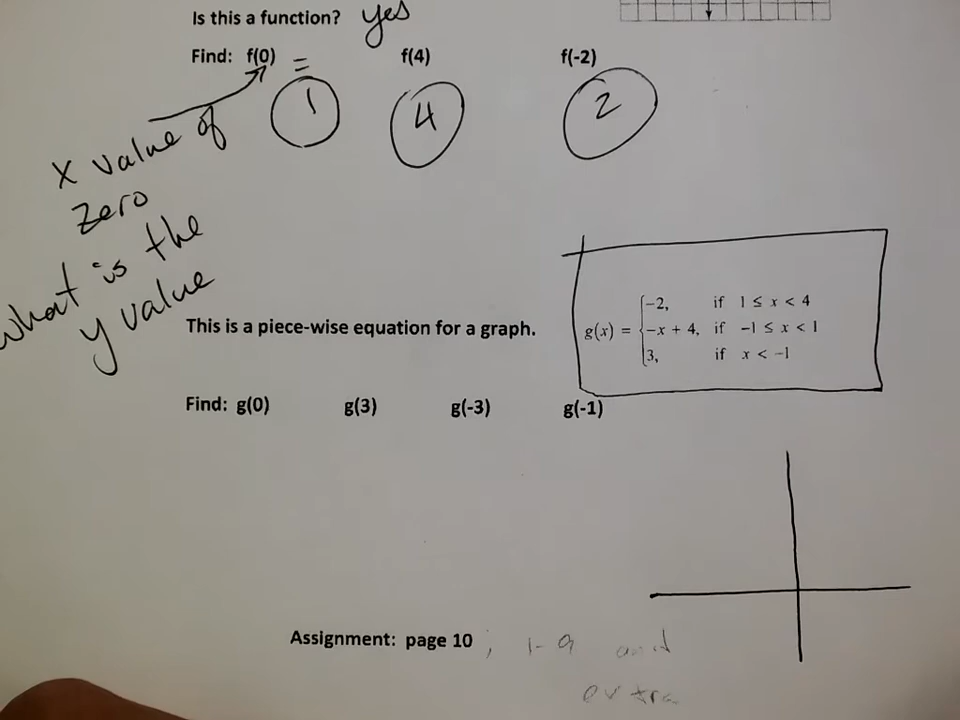 Is this a function? yes
Find: f(0) = f(4) f(-2)
1 4 2
x value of
zero
what is the
y value
This is a piece-wise equation for a graph.
g(x) = { -2, if 1 ≤ x < 4
-x + 4, if -1 ≤ x < 1
3, if x < -1
Find: g(0) g(3) g(-3) g(-1)
Assignment: page 10 ; 1-9 and
extra